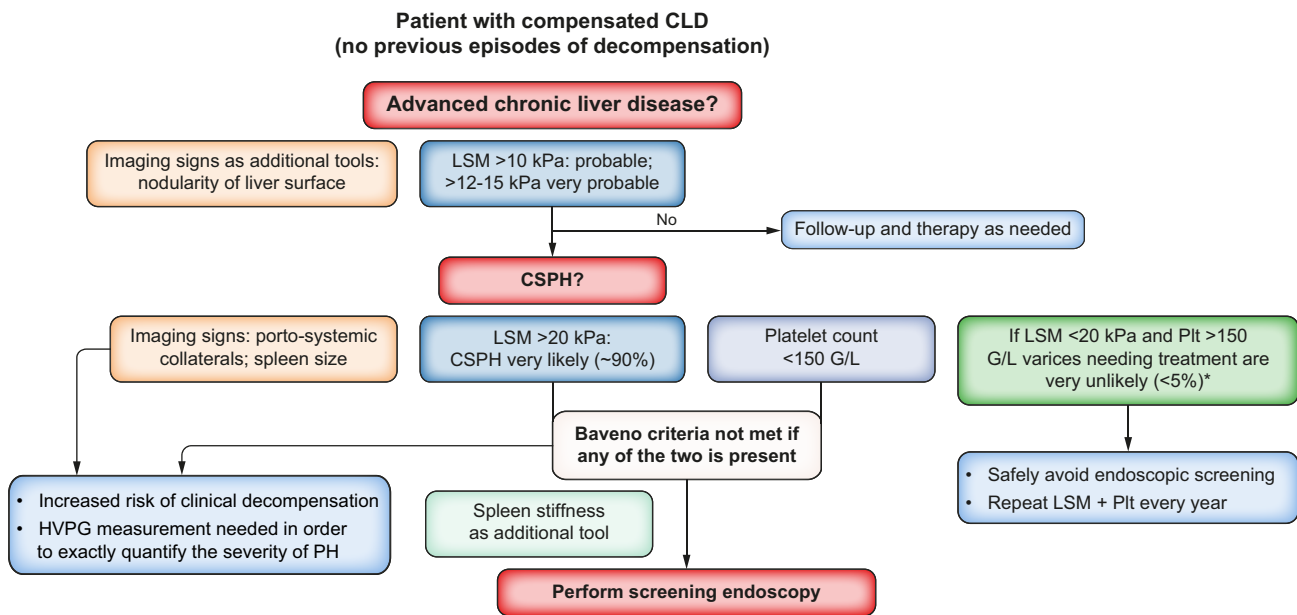 Patient with compensated CLD
(no previous episodes of decompensation)
Advanced chronic liver disease?
Imaging signs as additional tools:
nodularity of liver surface
LSM >10 kPa: probable;
>12-15 kPa very probable
No
Follow-up and therapy as needed
CSPH?
Imaging signs: porto-systemic
collaterals; spleen size
LSM >20 kPa:
CSPH very likely (~90%)
Platelet count
<150 G/L
If LSM <20 kPa and Plt >150
G/L varices needing treatment are
very unlikely (<5%)*
Baveno criteria not met if
any of the two is present
• Increased risk of clinical decompensation
• HVPG measurement needed in order
to exactly quantify the severity of PH
Spleen stiffness
as additional tool
• Safely avoid endoscopic screening
• Repeat LSM + Plt every year
Perform screening endoscopy